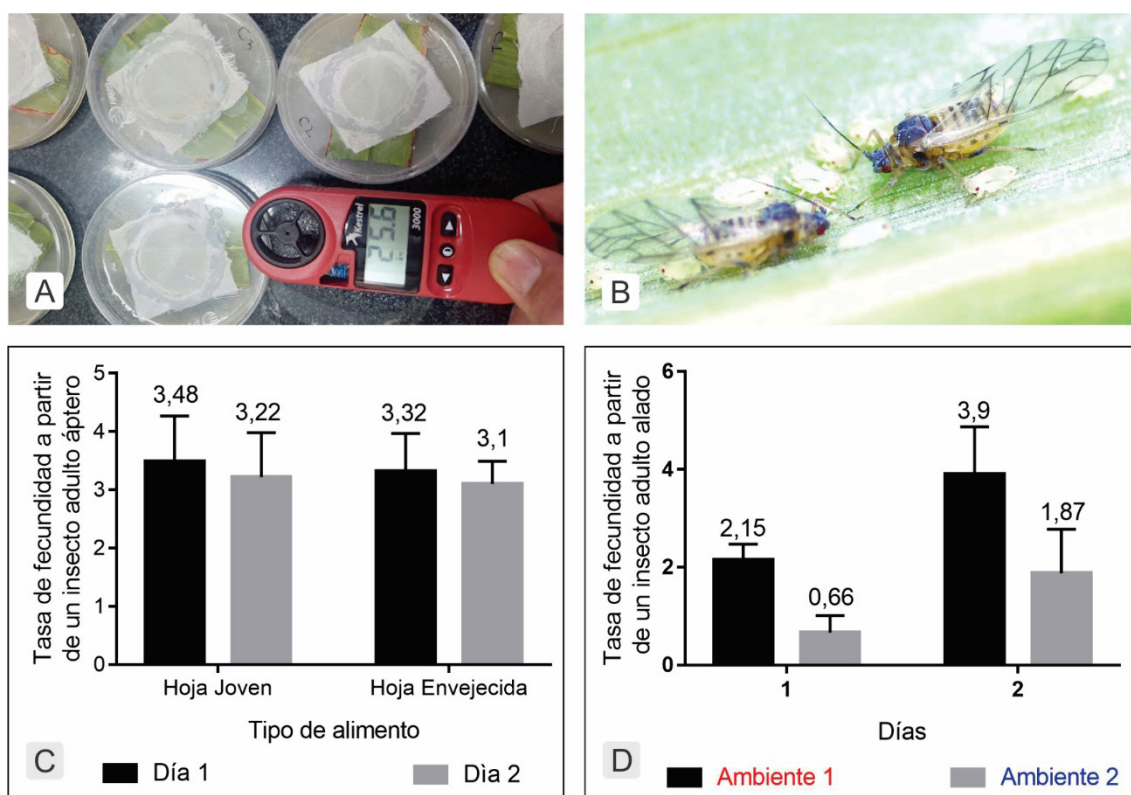 C3
C2
Kestrel
3000
25.6
A
B
Tasa de fecundidad a partir
de un insecto adulto áptero
5
4
3
2
1
0
3,48
3,22
3,32
3,1
Hoja Joven
Hoja Envejecida
Tipo de alimento
C
Día 1
Dìa 2
Tasa de fecundidad a partir
de un insecto adulto alado
6
4
2
0
2,15
0,66
3,9
1,87
1
2
Días
D
Ambiente 1
Ambiente 2